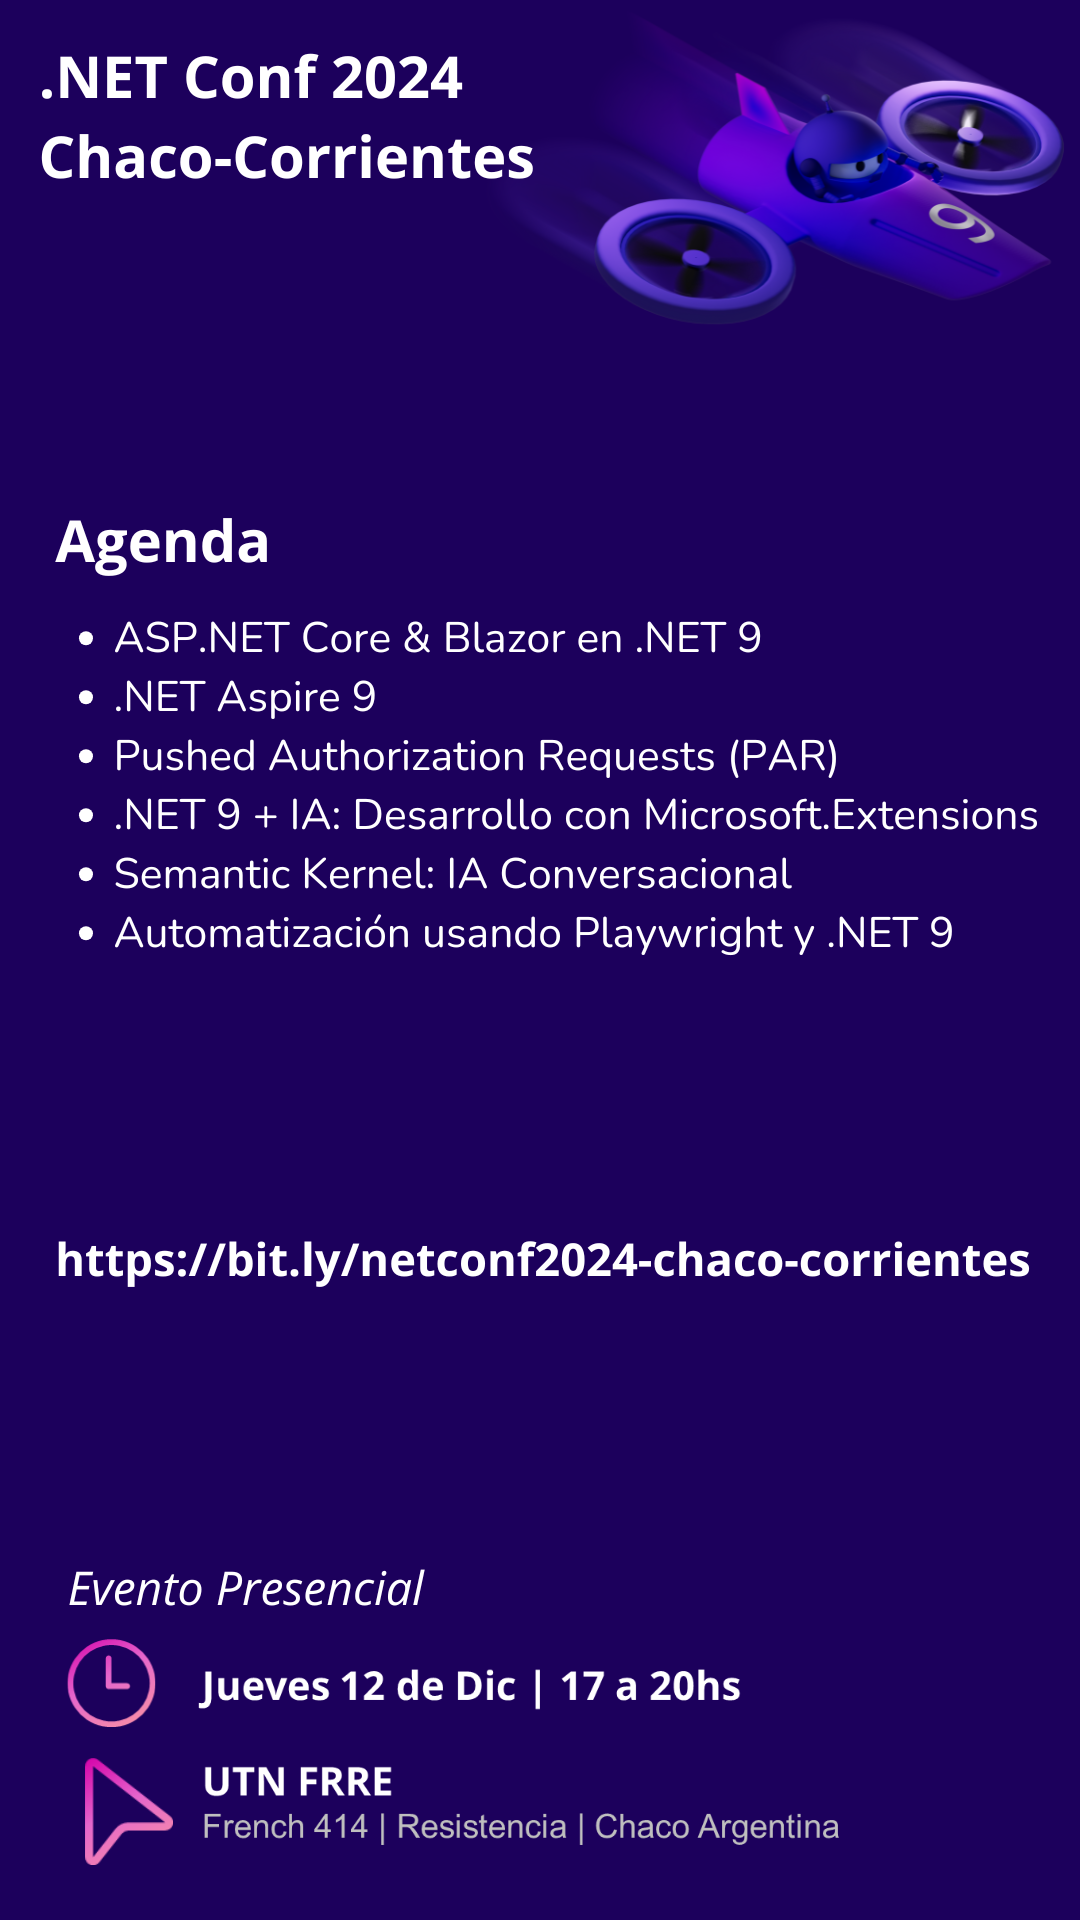 .NET Conf 2024
Chaco-Corrientes
9
Agenda
• ASP.NET Core & Blazor en .NET 9
• .NET Aspire 9
• Pushed Authorization Requests (PAR)
• .NET 9 + IA: Desarrollo con Microsoft.Extensions
• Semantic Kernel: IA Conversacional
• Automatización usando Playwright y .NET 9
https://bit.ly/netconf2024-chaco-corrientes
Evento Presencial
Jueves 12 de Dic | 17 a 20hs
UTN FRRE
French 414 | Resistencia | Chaco Argentina